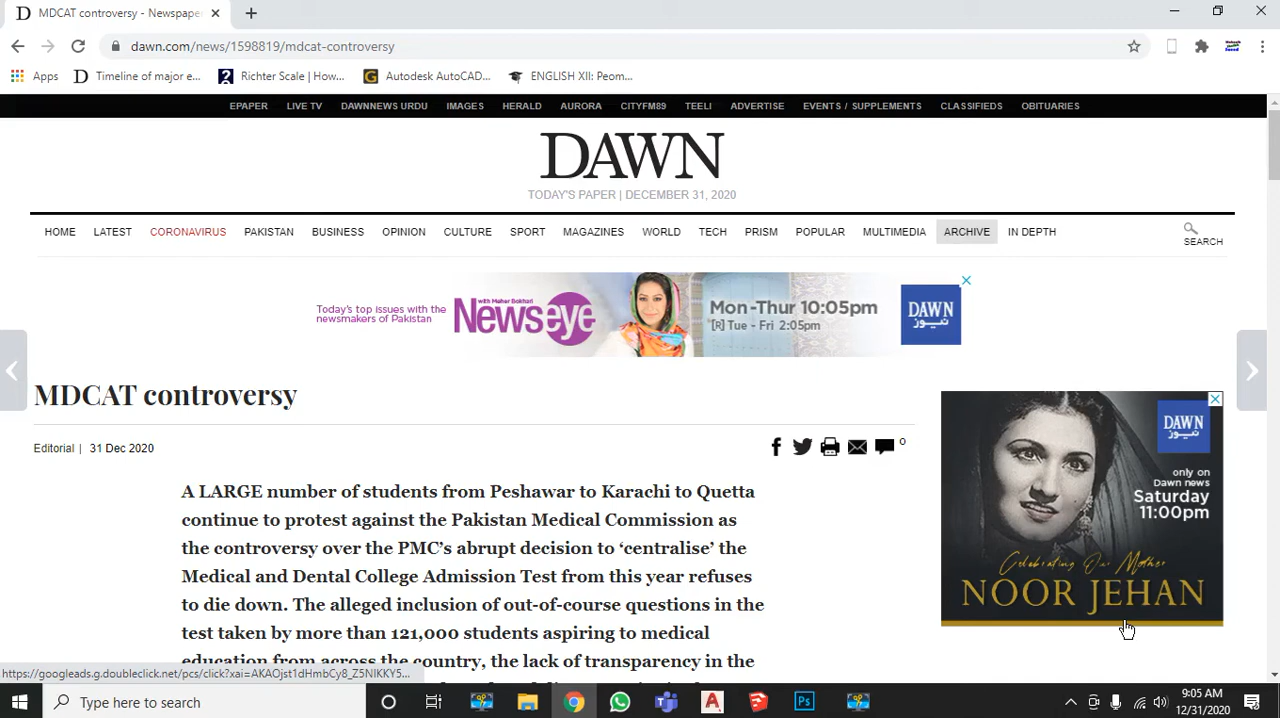 MDCAT controversy - Newspape
dawn.com/news/1598819/mdcat-controversy
Apps Timeline of major e... Richter Scale | How... Autodesk AutoCAD... ENGLISH XII: Peom...
EPAPER LIVE TV DAWNNEWS URDU IMAGES HERALD AURORA CITYFM89 TEELI ADVERTISE EVENTS / SUPPLEMENTS CLASSIFIEDS OBITUARIES
DAWN
TODAY'S PAPER | DECEMBER 31, 2020
HOME LATEST CORONAVIRUS PAKISTAN BUSINESS OPINION CULTURE SPORT MAGAZINES WORLD TECH PRISM POPULAR MULTIMEDIA ARCHIVE IN DEPTH SEARCH
Today's top issues with the
newsmakers of Pakistan
with Meher Bokhari
Newseye
Mon-Thur 10:05pm
[R] Tue - Fri 2:05pm
DAWN
نیوز
MDCAT controversy
Editorial | 31 Dec 2020
0
A LARGE number of students from Peshawar to Karachi to Quetta
continue to protest against the Pakistan Medical Commission as
the controversy over the PMC's abrupt decision to ‘centralise’ the
Medical and Dental College Admission Test from this year refuses
to die down. The alleged inclusion of out-of-course questions in the
test taken by more than 121,000 students aspiring to medical
education from across the country, the lack of transparency in the
DAWN
نیوز
only on
Dawn news
Saturday
11:00pm
Celebrating Our Mother
NOOR JEHAN
https://googleads.g.doubleclick.net/pcs/click?xai=AKAOjst1dHmbCy8_Z5NIKKY5...
Type here to search
9:05 AM
12/31/2020